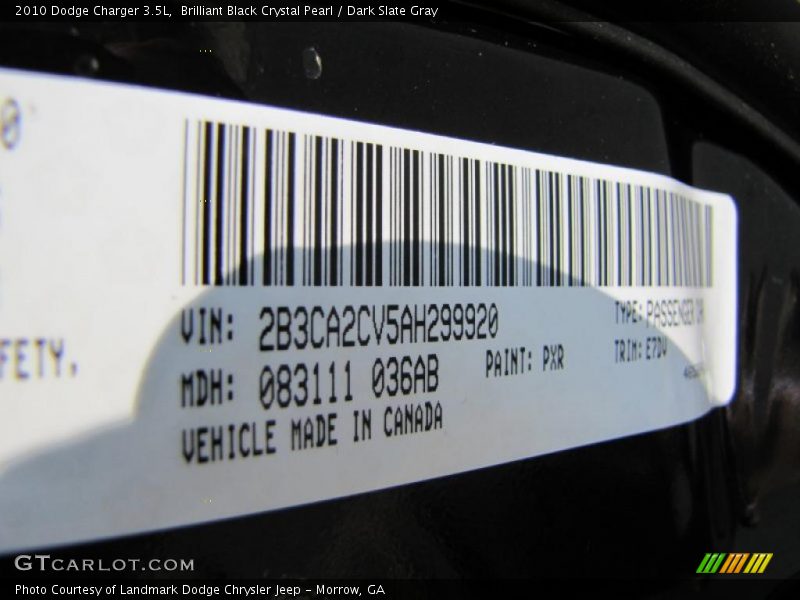 2010 Dodge Charger 3.5L,  Brilliant Black Crystal Pearl / Dark Slate Gray
0
VIN: 2B3CA2CV5AH299920
TYPE: PASSENGER
FETY.
MDH: 083111 036AB
PAINT: PXR
TRIM: E7DV
VEHICLE MADE IN CANADA
GTCARLOT.COM
Photo Courtesy of Landmark Dodge Chrysler Jeep - Morrow, GA